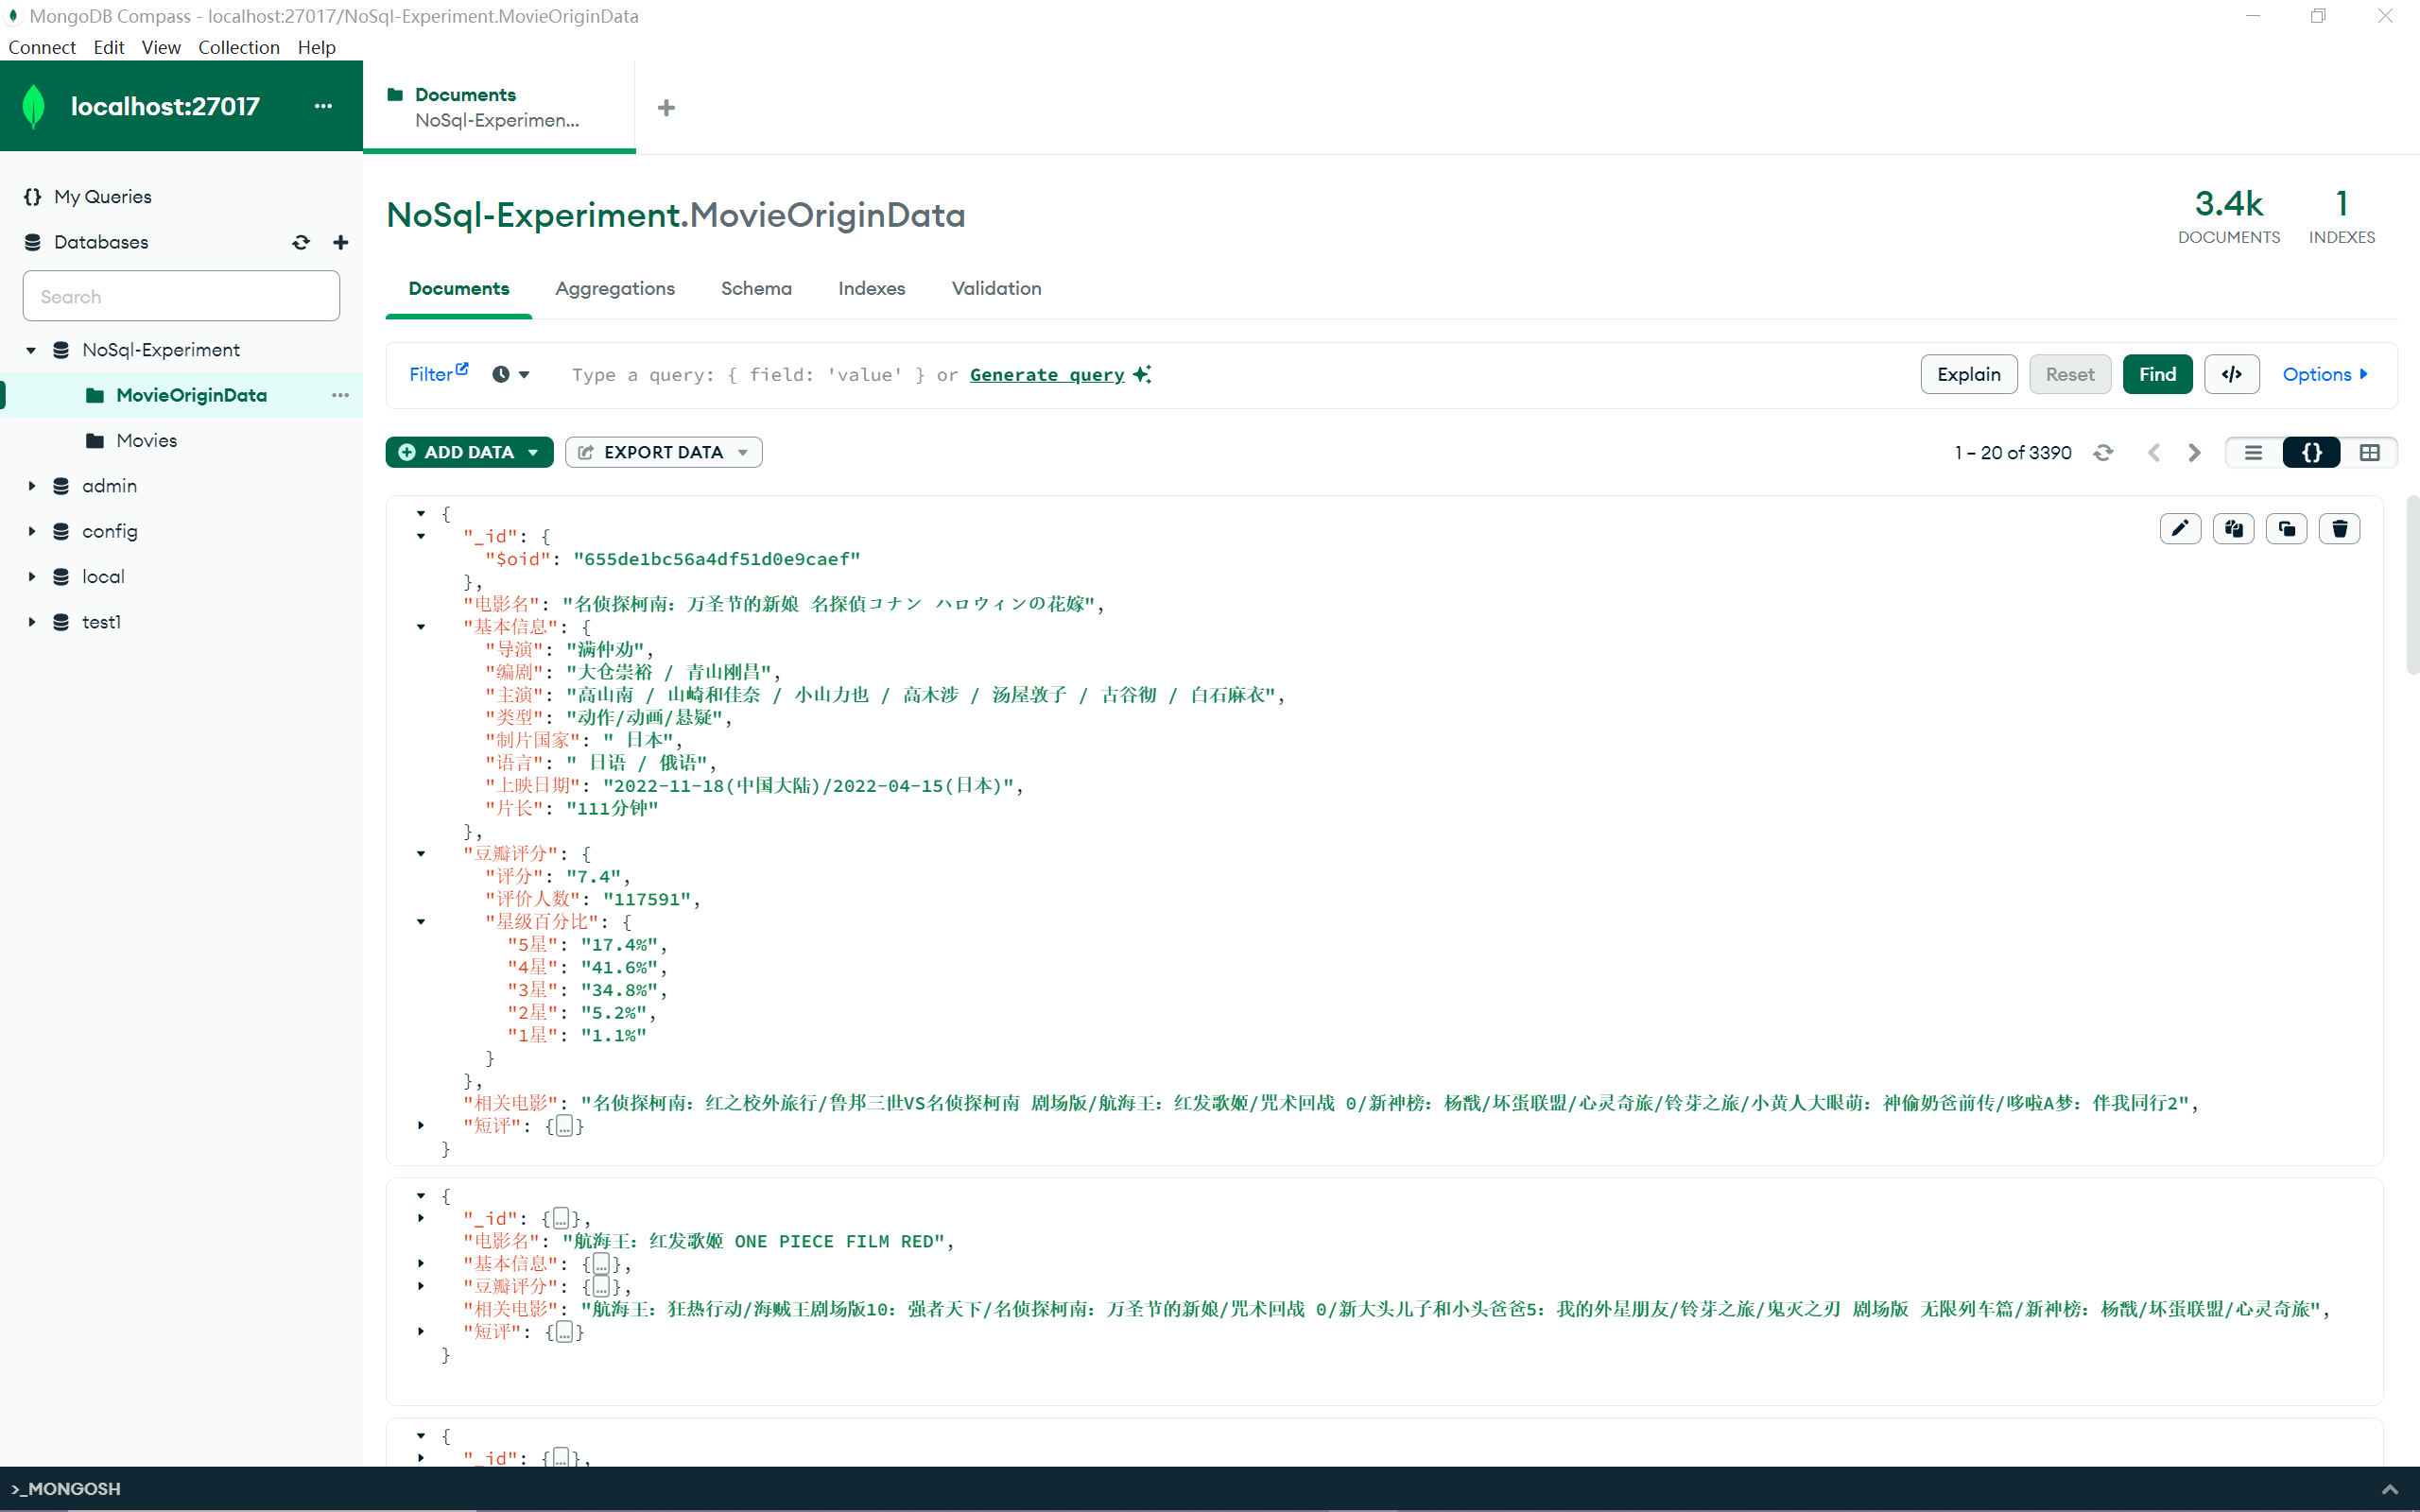 MongoDB Compass - localhost:27017/NoSql-Experiment.MovieOriginData
Connect Edit View Collection Help
localhost:27017 ...
Documents
NoSql-Experimen...
My Queries
Databases
Search
NoSql-Experiment
MovieOriginData
Movies
admin
config
local
test1
NoSql-Experiment.MovieOriginData
3.4k DOCUMENTS
1 INDEXES
Documents Aggregations Schema Indexes Validation
Filter Type a query: { field: 'value' } or Generate query Explain Reset Find </> Options
ADD DATA EXPORT DATA 1 – 20 of 3390 {}
{
"_id": {
"$oid": "655de1bc56a4df51d0e9caef"
},
"电影名": "名侦探柯南：万圣节的新娘 名探偵コナン ハロウィンの花嫁",
"基本信息": {
"导演": "满仲劝",
"编剧": "大仓崇裕 / 青山刚昌",
"主演": "高山南 / 山崎和佳奈 / 小山力也 / 高木涉 / 汤屋敦子 / 古谷彻 / 白石麻衣",
"类型": "动作/动画/悬疑",
"制片国家": " 日本",
"语言": " 日语 / 俄语",
"上映日期": "2022-11-18(中国大陆)/2022-04-15(日本)",
"片长": "111分钟"
},
"豆瓣评分": {
"评分": "7.4",
"评价人数": "117591",
"星级百分比": {
"5星": "17.4%",
"4星": "41.6%",
"3星": "34.8%",
"2星": "5.2%",
"1星": "1.1%"
}
},
"相关电影": "名侦探柯南：红之校外旅行/鲁邦三世VS名侦探柯南 剧场版/航海王：红发歌姬/咒术回战 0/新神榜：杨戬/坏蛋联盟/心灵奇旅/铃芽之旅/小黄人大眼萌：神偷奶爸前传/哆啦A梦：伴我同行2",
"短评": {…}
}
{
"_id": {…},
"电影名": "航海王：红发歌姬 ONE PIECE FILM RED",
"基本信息": {…},
"豆瓣评分": {…},
"相关电影": "航海王：狂热行动/海贼王剧场版10：强者天下/名侦探柯南：万圣节的新娘/咒术回战 0/新大头儿子和小头爸爸5：我的外星朋友/铃芽之旅/鬼灭之刃 剧场版 无限列车篇/新神榜：杨戬/坏蛋联盟/心灵奇旅",
"短评": {…}
}
{
"_id": {…},
>_MONGOSH